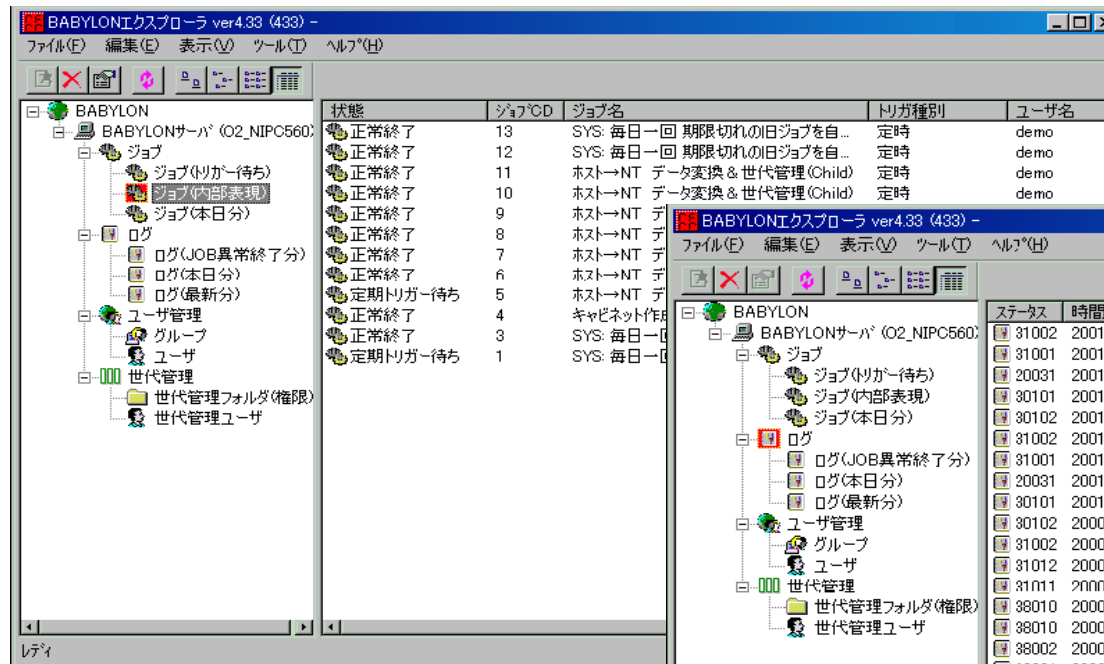 BABYLONエクスプローラ ver4.33 (433) -
ファイル(F) 編集(E) 表示(V) ツール(T) ヘルプ(H)
BABYLON
BABYLONサーバ (O2_NIPC560)
ジョブ
ジョブ(トリガー待ち)
ジョブ(内部表現)
ジョブ(本日分)
ログ
ログ(JOB異常終了分)
ログ(本日分)
ログ(最新分)
ユーザ管理
グループ
ユーザ
世代管理
世代管理フォルダ(権限)
世代管理ユーザ
状態 ジョブCD ジョブ名 トリガ種別 ユーザ名
正常終了 13 SYS: 毎日一回 期限切れの旧ジョブを自... 定時 demo
正常終了 12 SYS: 毎日一回 期限切れの旧ジョブを自... 定時 demo
正常終了 11 ホスト→NT データ変換&世代管理(Child) 定時 demo
正常終了 10 ホスト→NT データ変換&世代管理(Child) 定時 demo
正常終了 9 ホスト→NT デ
正常終了 8 ホスト→NT デ
正常終了 7 ホスト→NT デ
正常終了 6 ホスト→NT デ
定期トリガー待ち 5 ホスト→NT デ
正常終了 4 キャビネット作成
正常終了 3 SYS: 毎日一回
定期トリガー待ち 1 SYS: 毎日一回
レディ
BABYLONエクスプローラ ver4.33 (433) -
ファイル(F) 編集(E) 表示(V) ツール(T) ヘルプ(H)
BABYLON
BABYLONサーバ (O2_NIPC560)
ジョブ
ジョブ(トリガー待ち)
ジョブ(内部表現)
ジョブ(本日分)
ログ
ログ(JOB異常終了分)
ログ(本日分)
ログ(最新分)
ユーザ管理
グループ
ユーザ
世代管理
世代管理フォルダ(権限)
世代管理ユーザ
ステータス 時間
31002 2001
31001 2001
20031 2001
30101 2001
30102 2001
31002 2001
31001 2001
20031 2001
30101 2001
30102 2000
31002 2000
31012 2000
31011 2000
38010 2000
38010 2000
38002 2000